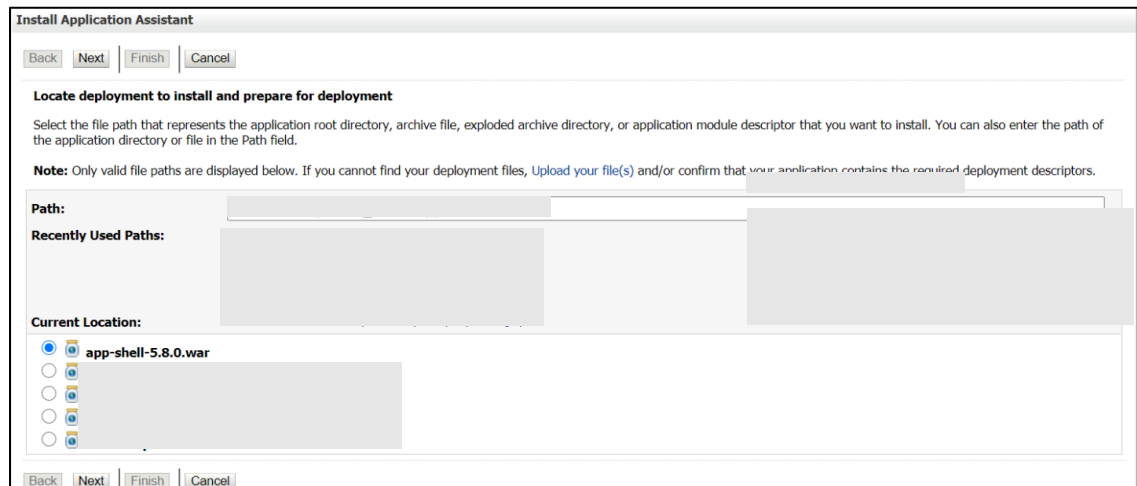 Install Application Assistant
Back Next Finish Cancel
Locate deployment to install and prepare for deployment
Select the file path that represents the application root directory, archive file, exploded archive directory, or application module descriptor that you want to install. You can also enter the path of
the application directory or file in the Path field.
Note: Only valid file paths are displayed below. If you cannot find your deployment files, Upload your file(s) and/or confirm that your application contains the required deployment descriptors.
Path:
Recently Used Paths:
Current Location:
app-shell-5.8.0.war
Back Next Finish Cancel